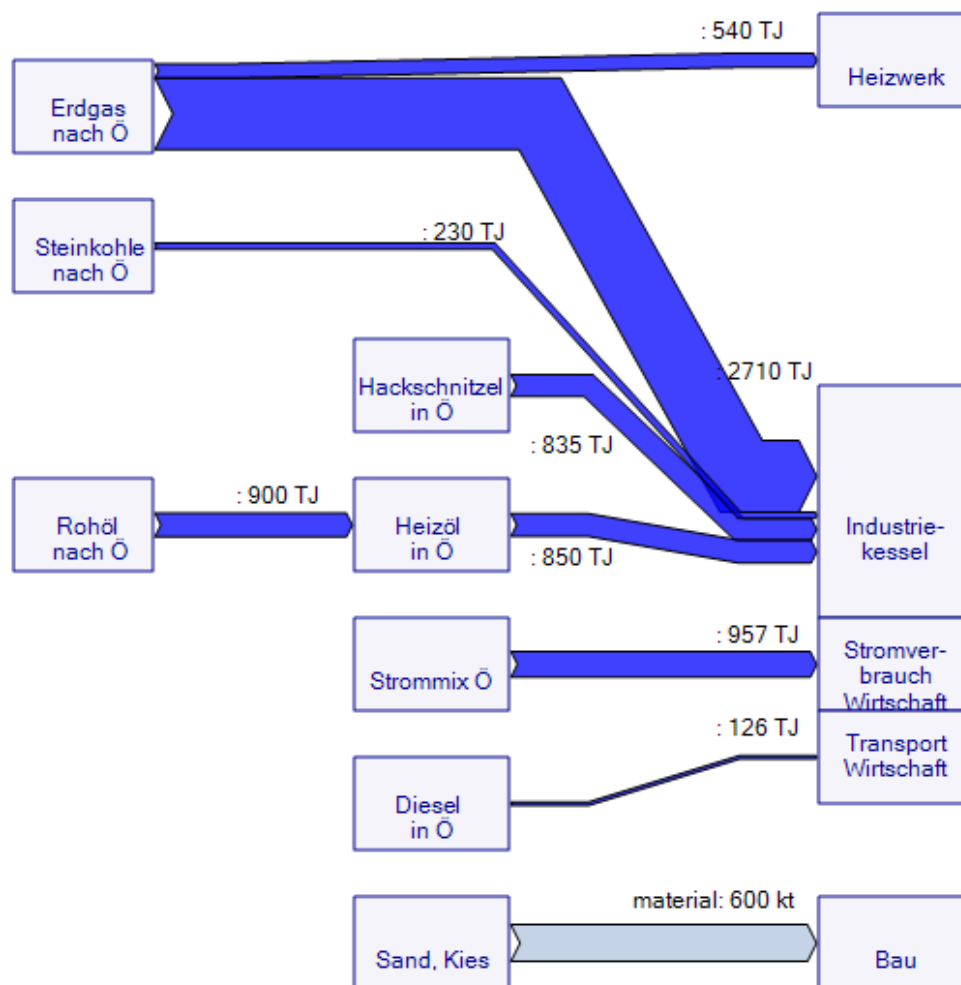 : 540 TJ
Heizwerk
Erdgas
nach Ö
: 230 TJ
Steinkohle
nach Ö
: 2710 TJ
Hackschnitzel
in Ö
: 835 TJ
: 900 TJ
Rohöl
nach Ö
Heizöl
in Ö
: 850 TJ
Industrie-
kessel
: 957 TJ
Strommix Ö
Stromver-
brauch
Wirtschaft
: 126 TJ
Transport
Wirtschaft
Diesel
in Ö
material: 600 kt
Sand, Kies
Bau